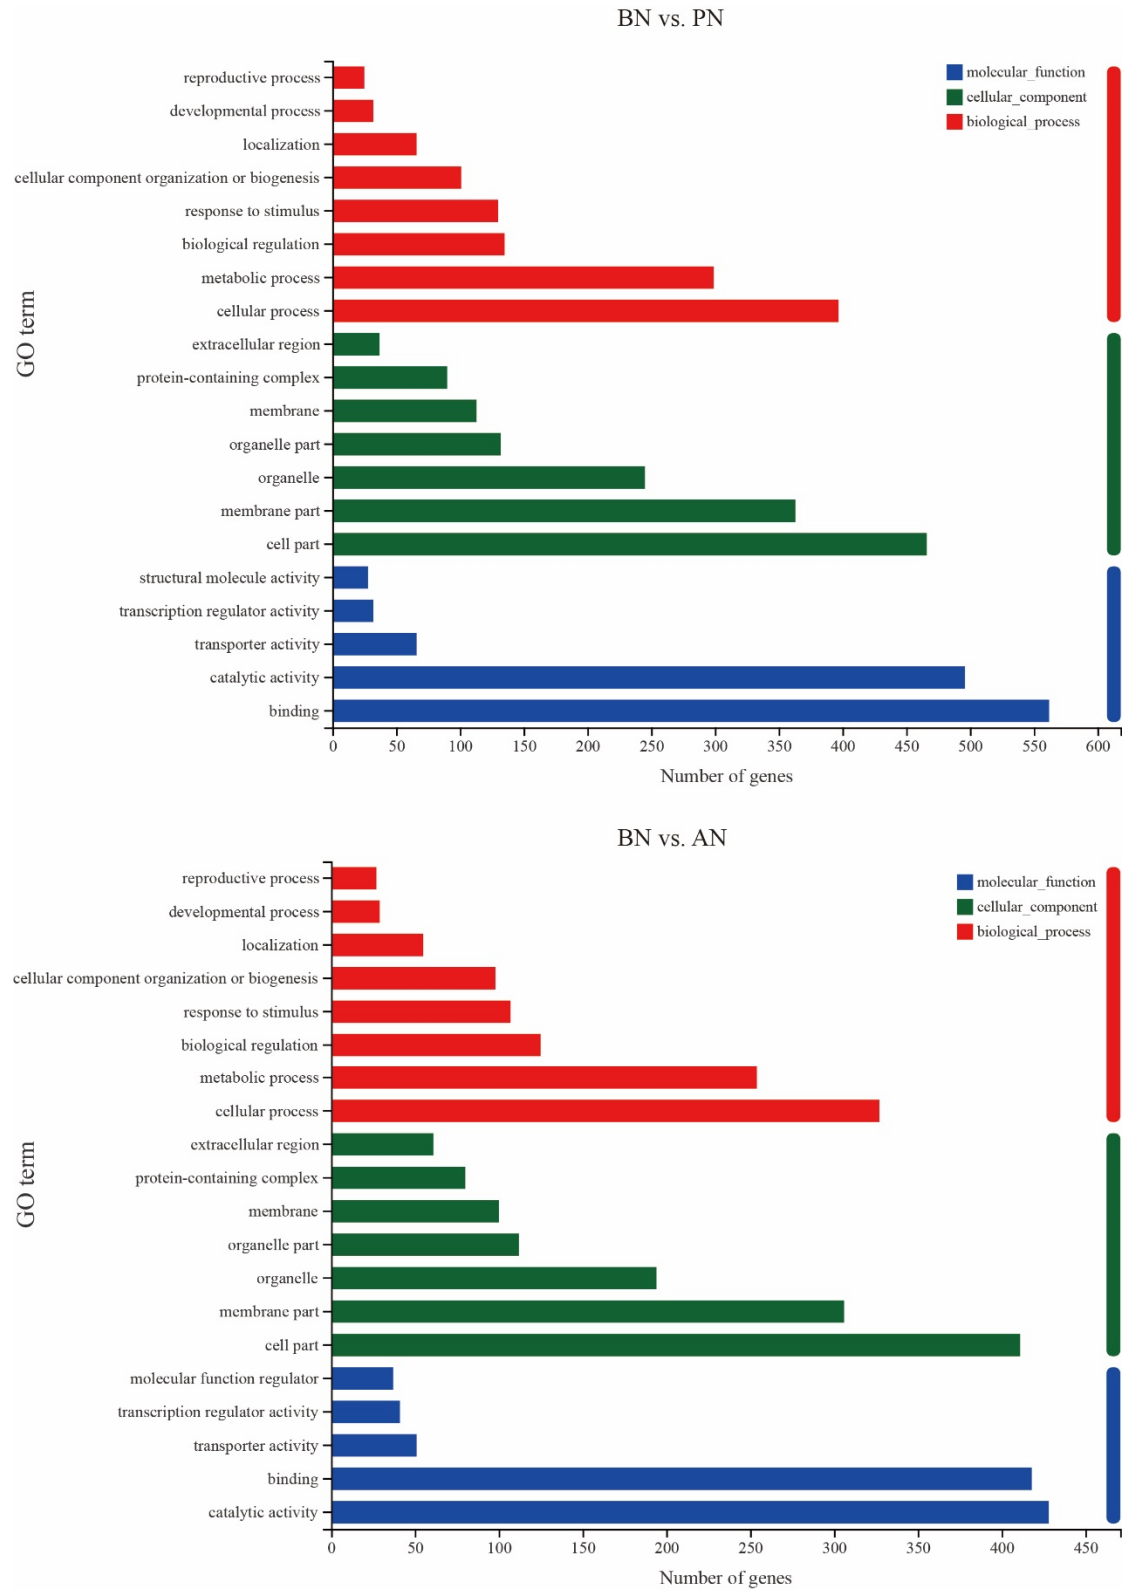 BN vs. PN
molecular_function
cellular_component
biological_process
GO term
reproductive process
developmental process
localization
cellular component organization or biogenesis
response to stimulus
biological regulation
metabolic process
cellular process
extracellular region
protein-containing complex
membrane
organelle part
organelle
membrane part
cell part
structural molecule activity
transcription regulator activity
transporter activity
catalytic activity
binding
0 50 100 150 200 250 300 350 400 450 500 550 600
Number of genes
BN vs. AN
molecular_function
cellular_component
biological_process
GO term
reproductive process
developmental process
localization
cellular component organization or biogenesis
response to stimulus
biological regulation
metabolic process
cellular process
extracellular region
protein-containing complex
membrane
organelle part
organelle
membrane part
cell part
molecular function regulator
transcription regulator activity
transporter activity
binding
catalytic activity
0 50 100 150 200 250 300 350 400 450
Number of genes